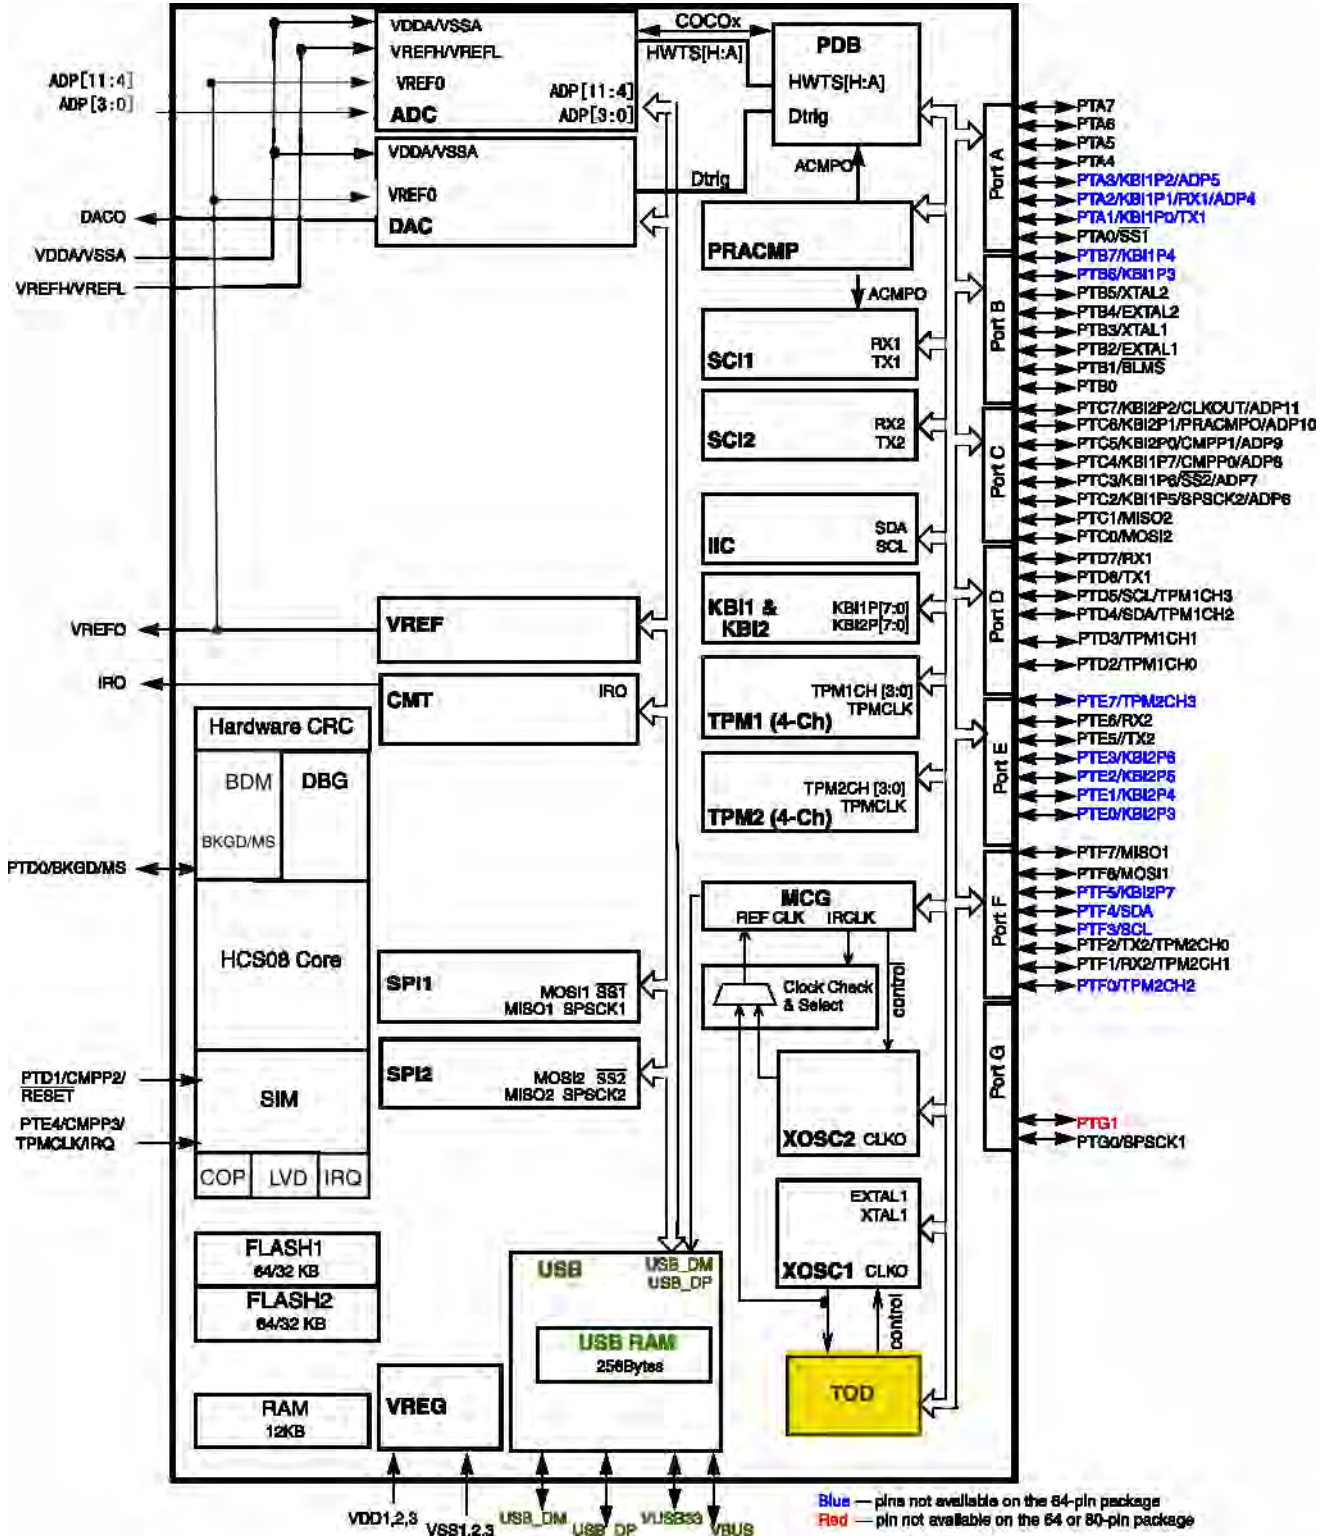 VDDA/VSSA
VREFH/VREFL
VREFO
ADP[11:4]
ADP[3:0]
ADC
ADP[11:4]
ADP[3:0]
VDDA/VSSA
VREFO
DAC
DACO
VDDA/VSSA
VREFH/VREFL
COCOx
HWTS[H:A]
PDB
HWTS[H:A]
Dtrig
Dtrig
ACMPO
PRACMP
ACMPO
SCI1
RX1
TX1
SCI2
RX2
TX2
IIC
SDA
SCL
KBI1 &
KBI2
KBI1P[7:0]
KBI2P[7:0]
TPM1CH [3:0]
TPMCLK
TPM1 (4-Ch)
TPM2CH [3:0]
TPMCLK
TPM2 (4-Ch)
VREFO
VREF
IRO
CMT
IRO
Hardware CRC
BDM
DBG
BKGD/MS
PTD0/BKGD/MS
HCS08 Core
SIM
PTD1/CMPP2/
RESET
PTE4/CMPP3/
TPMCLK/IRQ
COP
LVD
IRQ
SPI1
MOSI1 SS1
MISO1 SPSCK1
SPI2
MOSI2 SS2
MISO2 SPSCK2
MCG
REF CLK
IRCLK
Clock Check
& Select
control
XOSC2
CLKO
EXTAL1
XTAL1
XOSC1
CLKO
control
TOD
FLASH1
64/32 KB
FLASH2
64/32 KB
RAM
12KB
VREG
USB
USB_DM
USB_DP
USB RAM
256Bytes
VDD1,2,3
VSS1,2,3
USB_DM
USB_DP
VUSB33
VBUS
Port A
PTA7
PTA6
PTA5
PTA4
PTA3/KBI1P2/ADP5
PTA2/KBI1P1/RX1/ADP4
PTA1/KBI1P0/TX1
PTA0/SS1
Port B
PTB7/KBI1P4
PTB6/KBI1P3
PTB5/XTAL2
PTB4/EXTAL2
PTB3/XTAL1
PTB2/EXTAL1
PTB1/BLMS
PTB0
Port C
PTC7/KBI2P2/CLKOUT/ADP11
PTC6/KBI2P1/PRACMPO/ADP10
PTC5/KBI2P0/CMPP1/ADP9
PTC4/KBI1P7/CMPP0/ADP8
PTC3/KBI1P6/SS2/ADP7
PTC2/KBI1P5/SPSCK2/ADP6
PTC1/MISO2
PTC0/MOSI2
Port D
PTD7/RX1
PTD6/TX1
PTD5/SCL/TPM1CH3
PTD4/SDA/TPM1CH2
PTD3/TPM1CH1
PTD2/TPM1CH0
Port E
PTE7/TPM2CH3
PTE6/RX2
PTE5//TX2
PTE3/KBI2P6
PTE2/KBI2P5
PTE1/KBI2P4
PTE0/KBI2P3
Port F
PTF7/MISO1
PTF6/MOSI1
PTF5/KBI2P7
PTF4/SDA
PTF3/SCL
PTF2/TX2/TPM2CH0
PTF1/RX2/TPM2CH1
PTF0/TPM2CH2
Port G
PTG1
PTG0/SPSCK1
Blue — pins not available on the 64-pin package
Red — pin not available on the 64 or 80-pin package